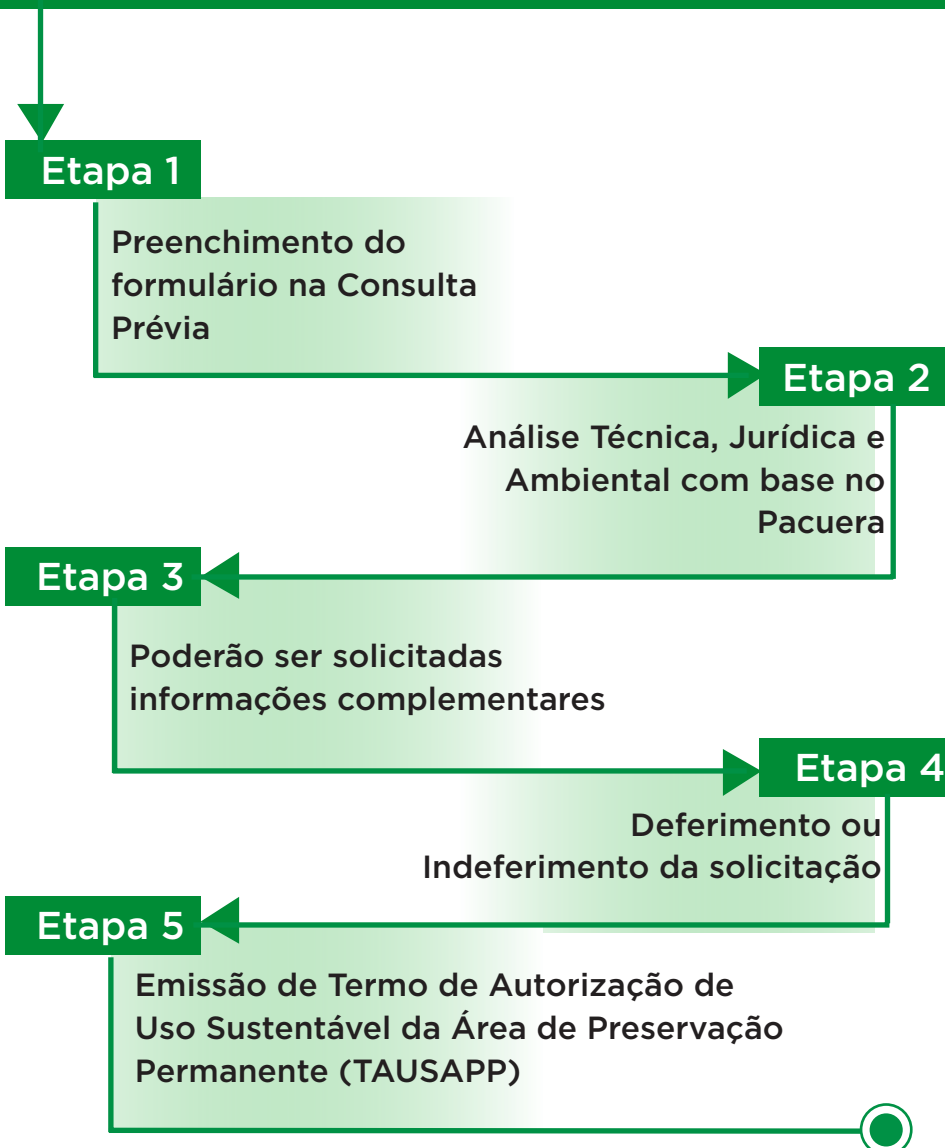 Etapa 1
Preenchimento do
formulário na Consulta
Prévia
Etapa 2
Análise Técnica, Jurídica e
Ambiental com base no
Pacuera
Etapa 3
Poderão ser solicitadas
informações complementares
Etapa 4
Deferimento ou
Indeferimento da solicitação
Etapa 5
Emissão de Termo de Autorização de
Uso Sustentável da Área de Preservação
Permanente (TAUSAPP)